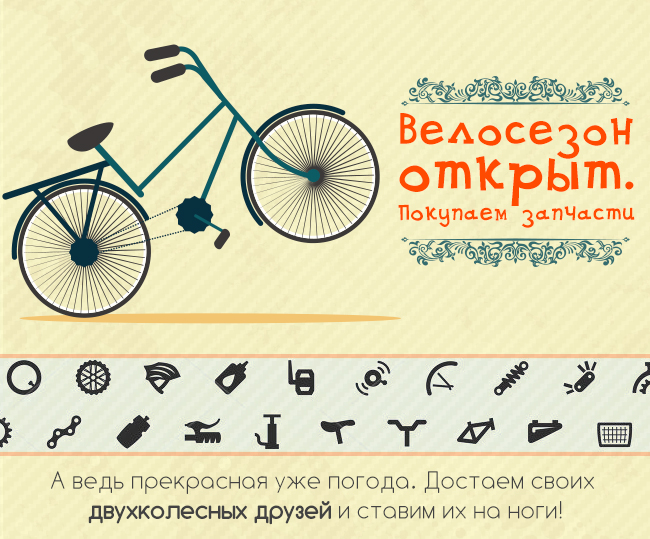 Велосезон
открыт.
Покупаем запчасти
А ведь прекрасная уже погода. Достаем своих
двухколесных друзей и ставим их на ноги!